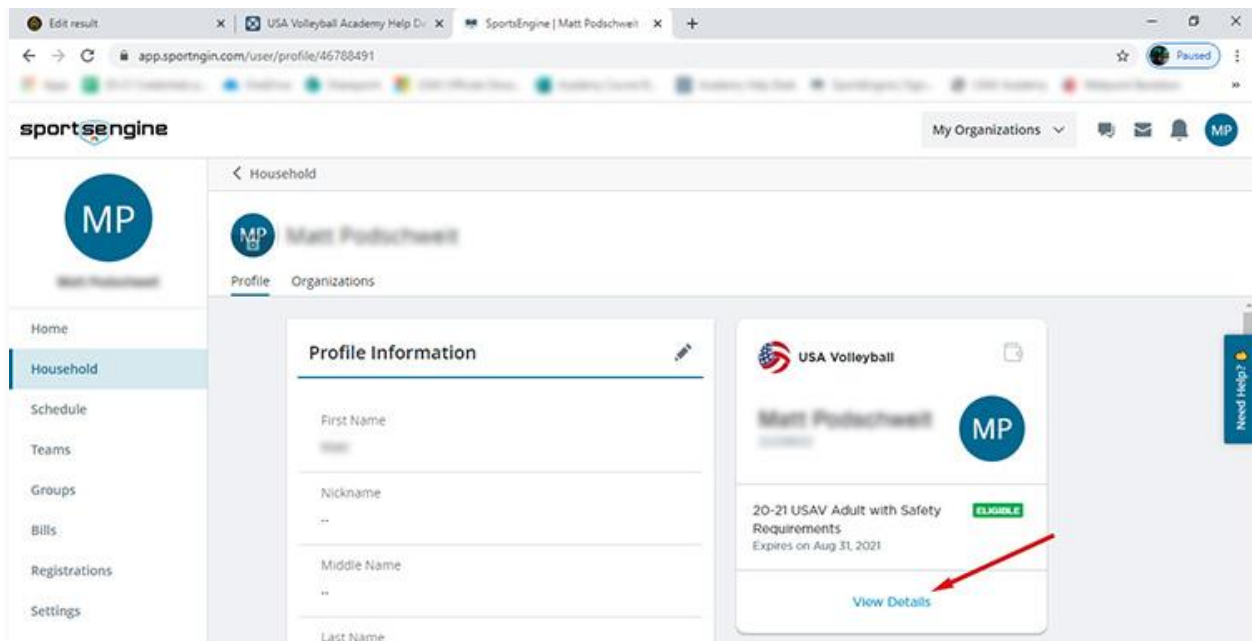 Edit result
USA Volleyball Academy Help De
SportsEngine | Matt Podschweit
app.sportngin.com/user/profile/46788491
Paused
sportsengine
My Organizations
MP
MP
Household
MP
Profile Organizations
Home
Household
Schedule
Teams
Groups
Bills
Registrations
Settings
Profile Information
First Name
Nickname
--
Middle Name
--
Last Name
USA Volleyball
MP
20-21 USAV Adult with Safety
Requirements
ELIGIBLE
Expires on Aug 31, 2021
View Details
Need Help?